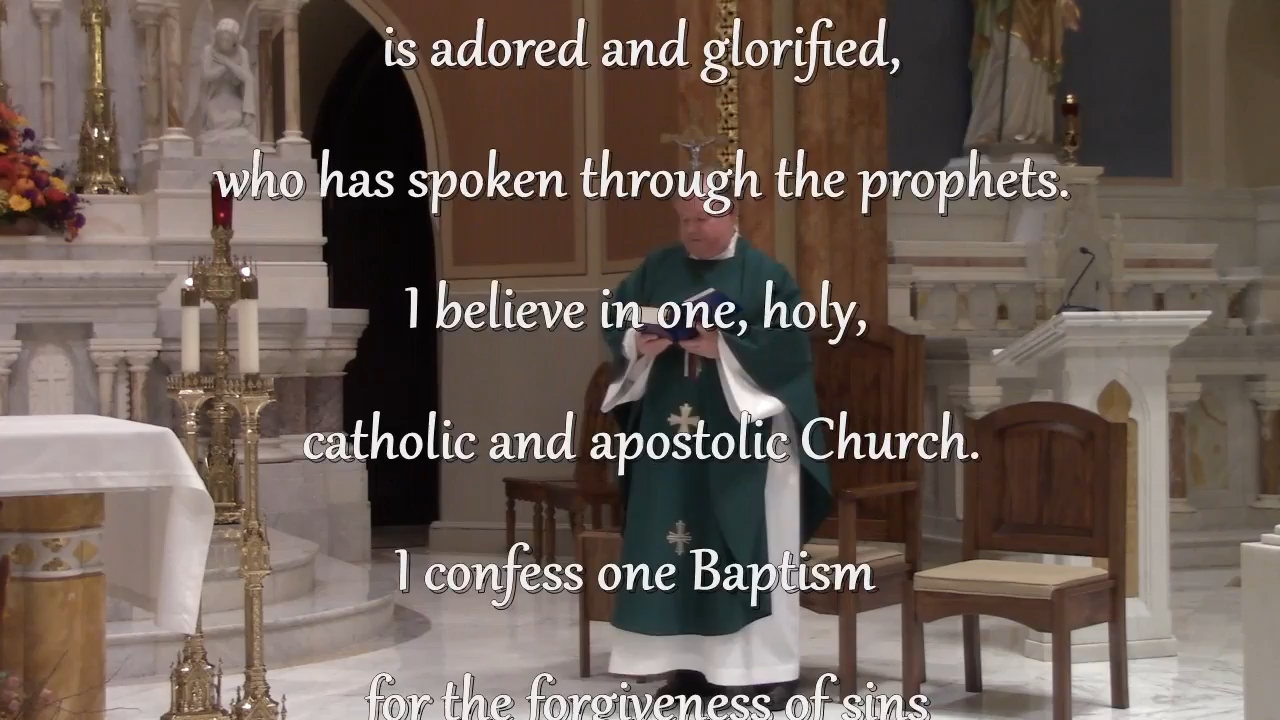 is adored and glorified,
who has spoken through the prophets.
I believe in one, holy,
catholic and apostolic Church.
I confess one Baptism
for the forgiveness of sins